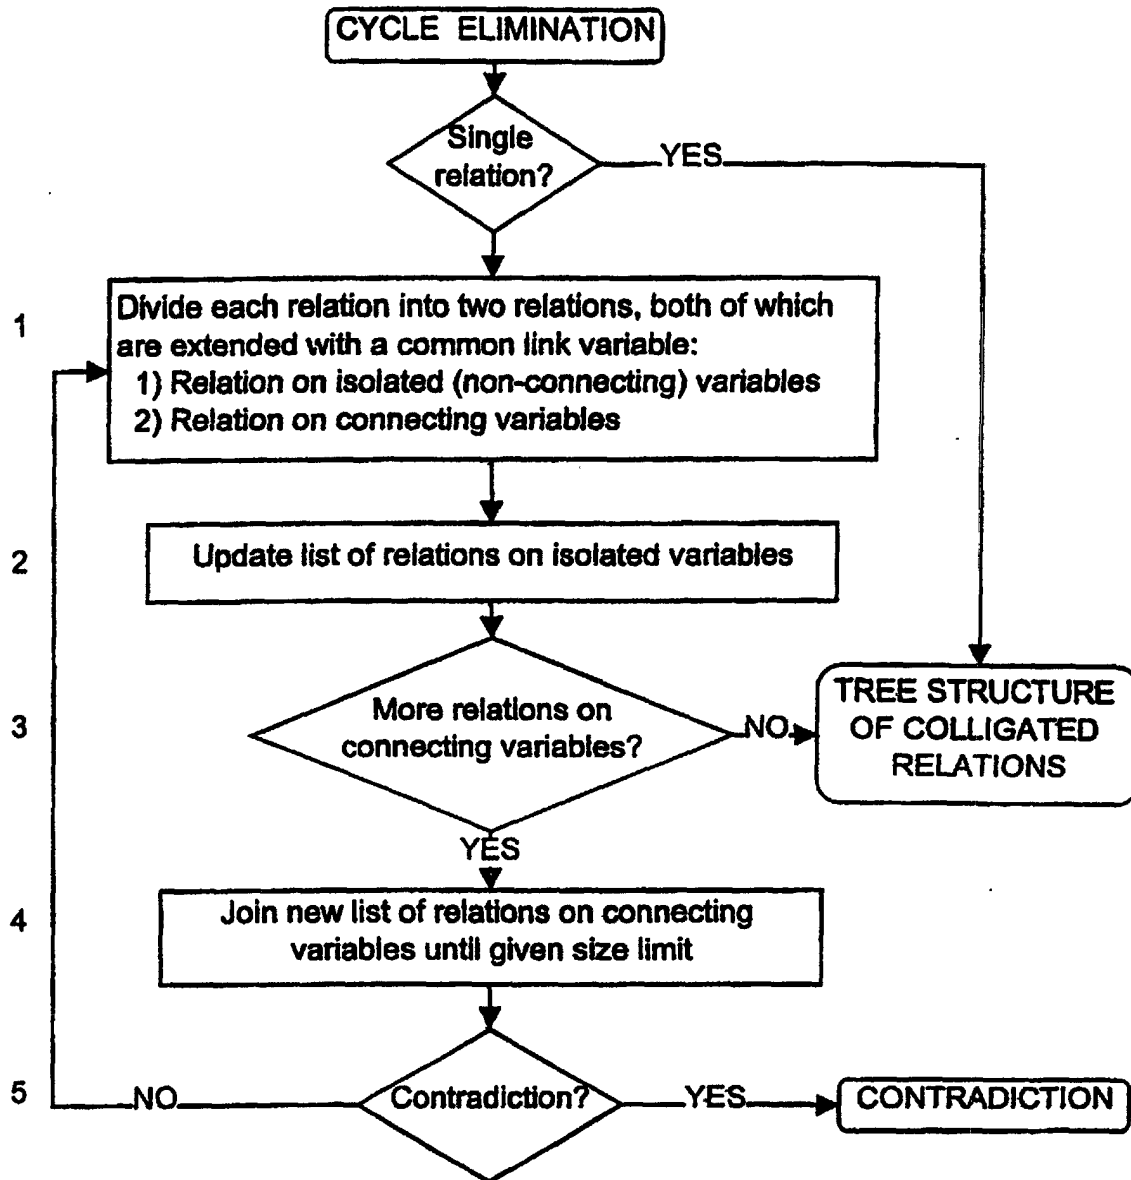 CYCLE ELIMINATION
Single
relation?
YES
1
Divide each relation into two relations, both of which
are extended with a common link variable:
1) Relation on isolated (non-connecting) variables
2) Relation on connecting variables
2
Update list of relations on isolated variables
3
More relations on
connecting variables?
NO
TREE STRUCTURE
OF COLLIGATED
RELATIONS
YES
4
Join new list of relations on connecting
variables until given size limit
5
NO
Contradiction?
YES
CONTRADICTION